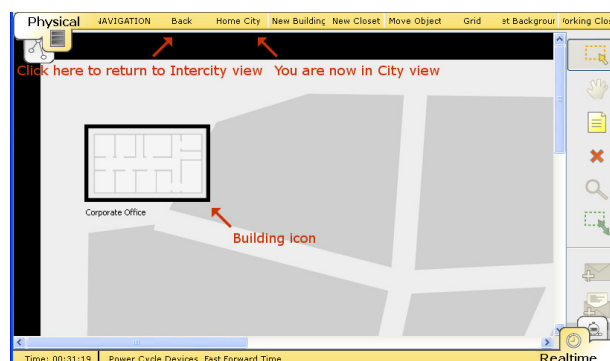 Physical
NAVIGATION Back Home City New Building New Closet Move Object Grid
Click here to return to Intercity view You are now in City view
Corporate Office
Building icon
Time: 00:31:19 Power Cycle Devices Fast Forward Time
Realtime